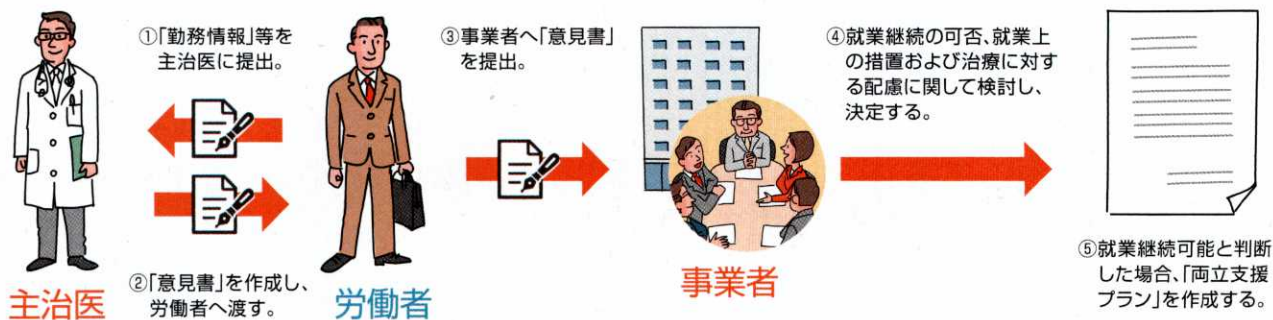 ①「勤務情報」等を
主治医に提出。
②「意見書」を作成し、
労働者へ渡す。
主治医
労働者
③事業者へ「意見書」
を提出。
事業者
④就業継続の可否、就業上
の措置および治療に対す
る配慮に関して検討し、
決定する。
⑤就業継続可能と判断
した場合、「両立支援
プラン」を作成する。